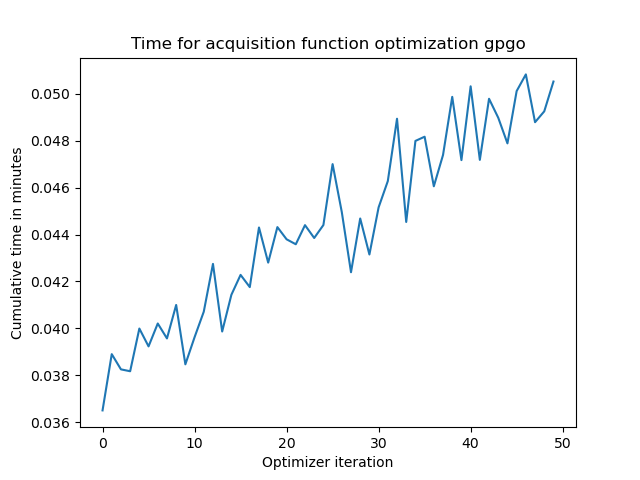 Time for acquisition function optimization gpgo
0.050
0.048
0.046
0.044
0.042
0.040
0.038
0.036
Cumulative time in minutes
0 10 20 30 40 50
Optimizer iteration